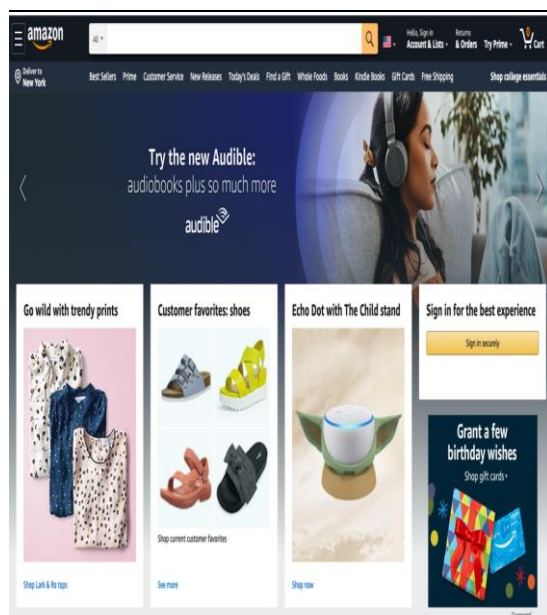 amazon
All
Hello, Sign in
Account & Lists
Returns
& Orders
Try Prime
Cart
Deliver to
New York
Best Sellers Prime Customer Service New Releases Today's Deals Find a Gift Whole Foods Books Kindle Books Gift Cards Free Shipping
Shop college essentials
Try the new Audible:
audiobooks plus so much more
audible
Go wild with trendy prints
Shop Lark & Ro tops
Customer favorites: shoes
Shop current customer favorites
See more
Echo Dot with The Child stand
Shop now
Sign in for the best experience
Sign in securely
Grant a few
birthday wishes
Shop gift cards